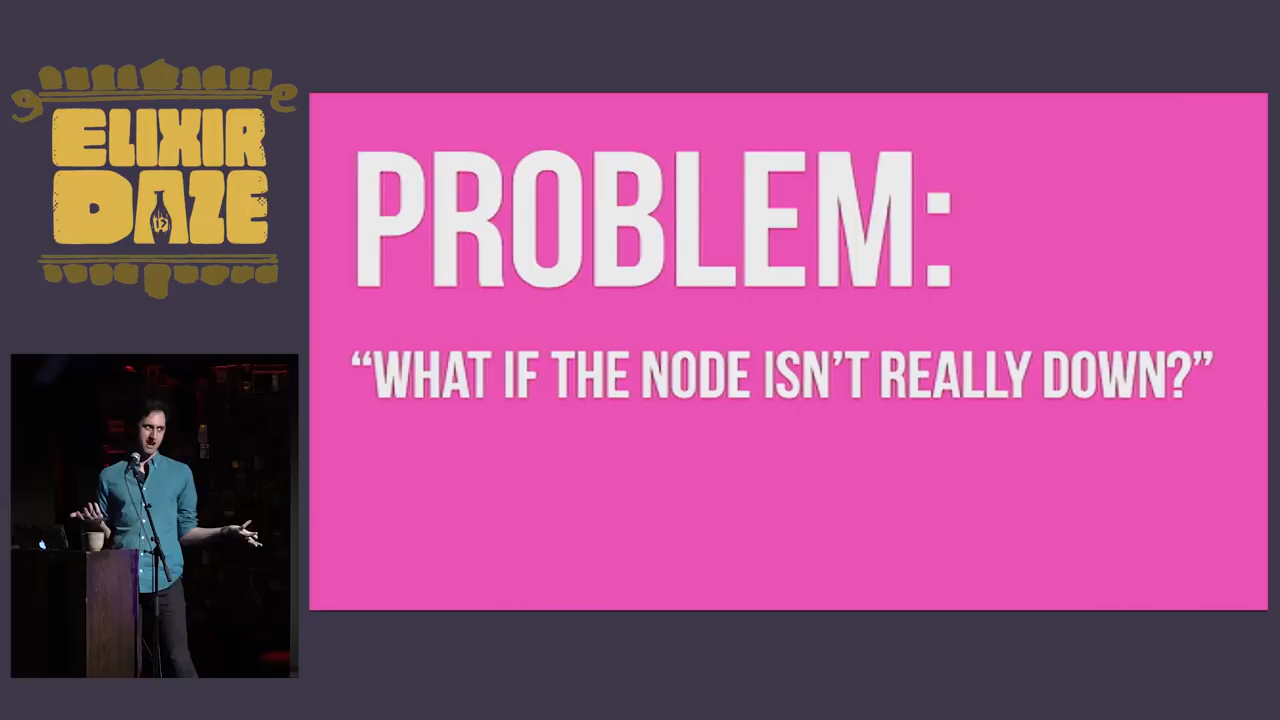 ELIXIR
DAZE
PROBLEM:
“WHAT IF THE NODE ISN’T REALLY DOWN?”